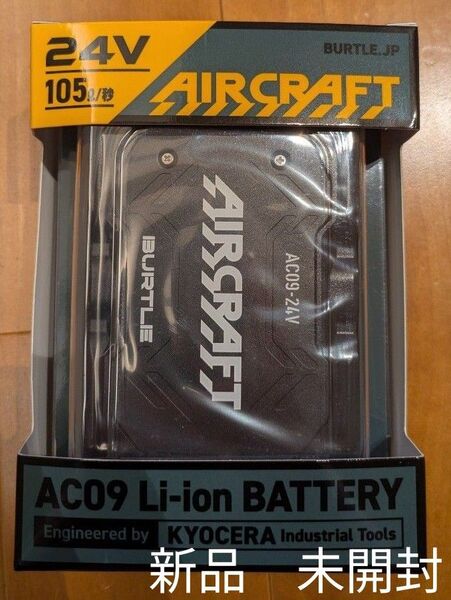 24V
BURTLE.JP
105ℓ/秒
AIRCRAFT
AIRCRAFT
BURTLE
AC09-24V
AC09 Li-ion BATTERY
Engineered by KYOCERA Industrial Tools
新品 未開封